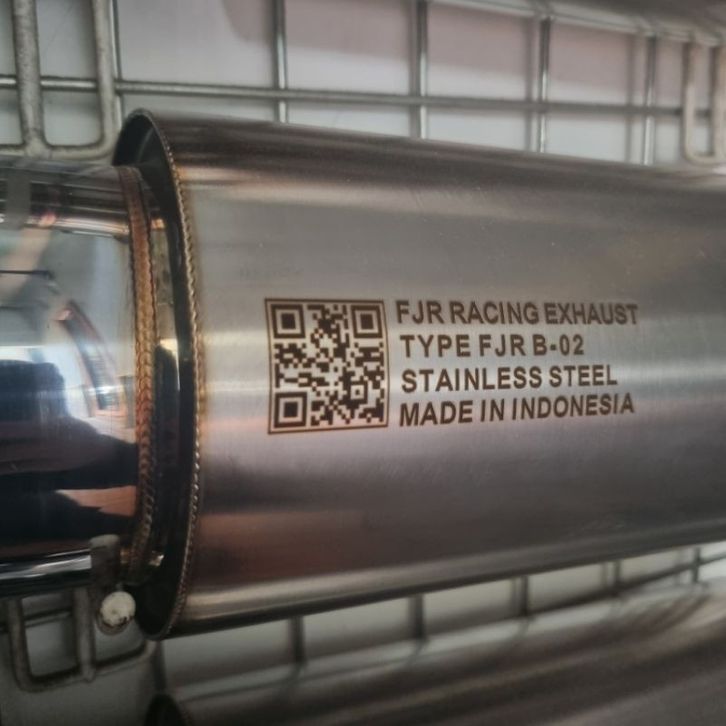 FJR RACING EXHAUST
TYPE FJR B-02
STAINLESS STEEL
MADE IN INDONESIA